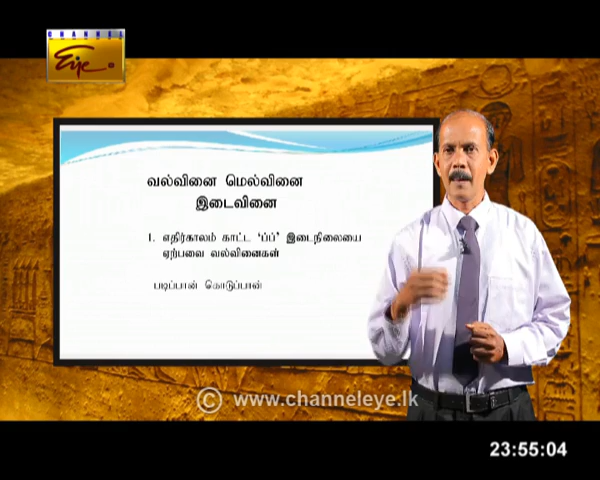 CHANNEL
Eye
வல்வினை மெல்வினை
இடைவினை
1. எதிர்காலம் காட்ட ‘ப்ப்’ இடைநிலையை
ஏற்பவை வல்வினைகள்
படிப்பான் கொடுப்பான்
© www.channeleye.lk
23:55:04